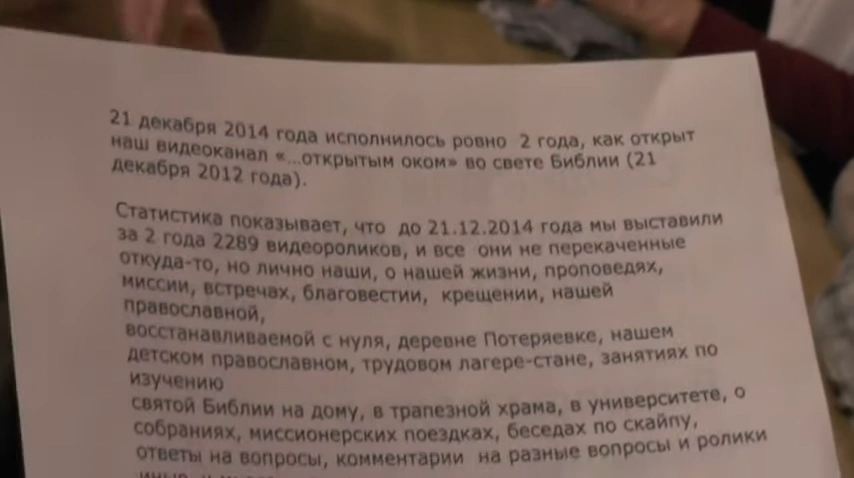 21 декабря 2014 года исполнилось ровно 2 года, как открыт
наш видеоканал «...открытым оком» во свете Библии (21
декабря 2012 года).
Статистика показывает, что до 21.12.2014 года мы выставили
за 2 года 2289 видеороликов, и все они не перекаченные
откуда-то, но лично наши, о нашей жизни, проповедях,
миссии, встречах, благовестии, крещении, нашей
православной,
восстанавливаемой с нуля, деревне Потеряевке, нашем
детском православном, трудовом лагере-стане, занятиях по
изучению
святой Библии на дому, в трапезной храма, в университете, о
собраниях, миссионерских поездках, беседах по скайпу,
ответы на вопросы, комментарии на разные вопросы и ролики